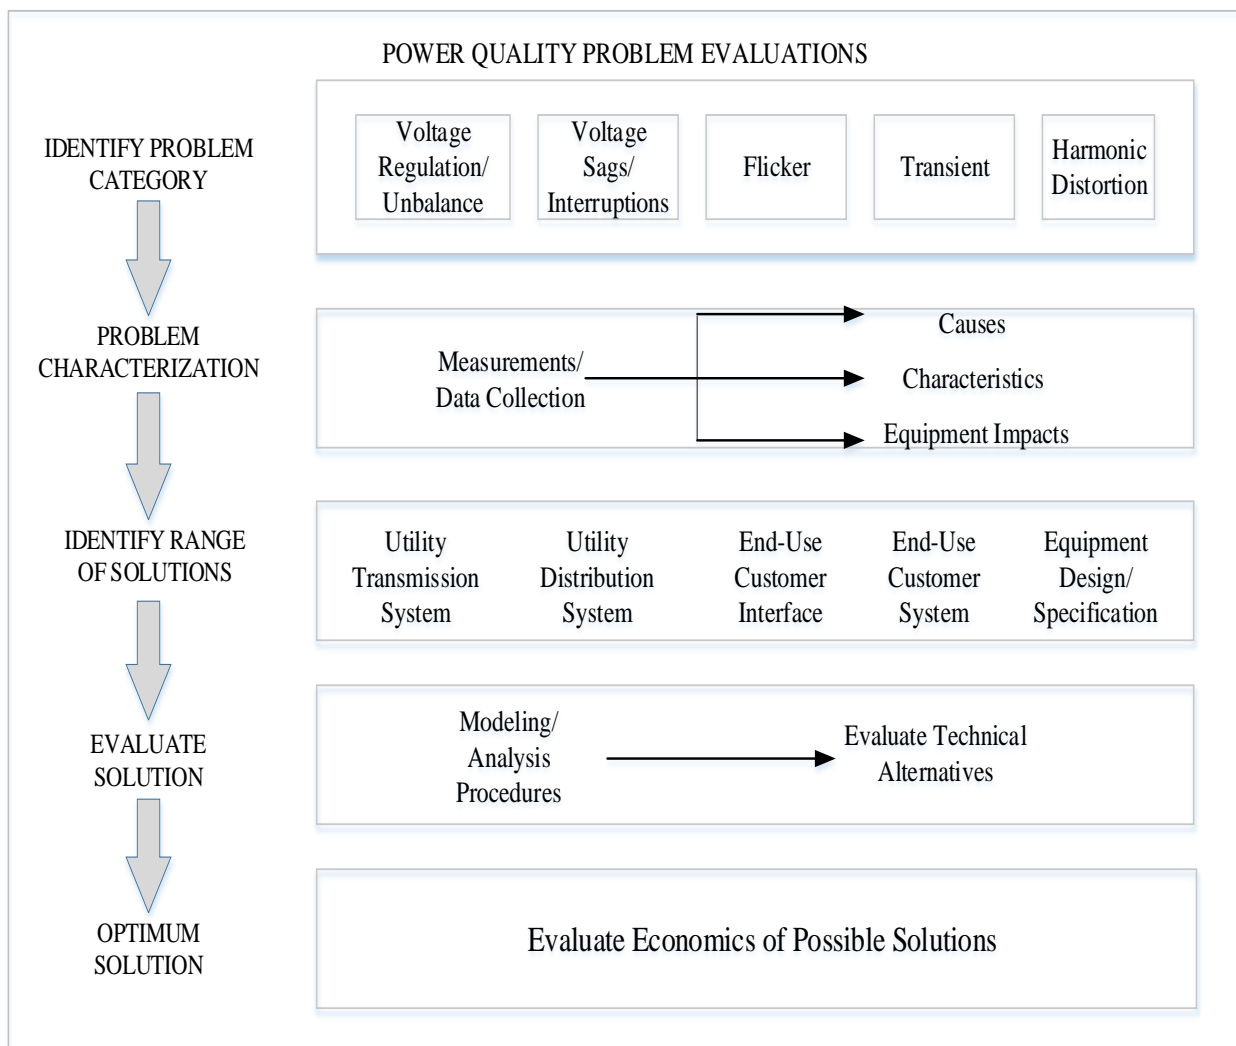 POWER QUALITY PROBLEM EVALUATIONS
IDENTIFY PROBLEM
CATEGORY
Voltage
Regulation/
Unbalance
Voltage
Sags/
Interruptions
Flicker
Transient
Harmonic
Distortion
PROBLEM
CHARACTERIZATION
Measurements/
Data Collection
Causes
Characteristics
Equipment Impacts
IDENTIFY RANGE
OF SOLUTIONS
Utility
Transmission
System
Utility
Distribution
System
End-Use
Customer
Interface
End-Use
Customer
System
Equipment
Design/
Specification
EVALUATE
SOLUTION
Modeling/
Analysis
Procedures
Evaluate Technical
Alternatives
OPTIMUM
SOLUTION
Evaluate Economics of Possible Solutions